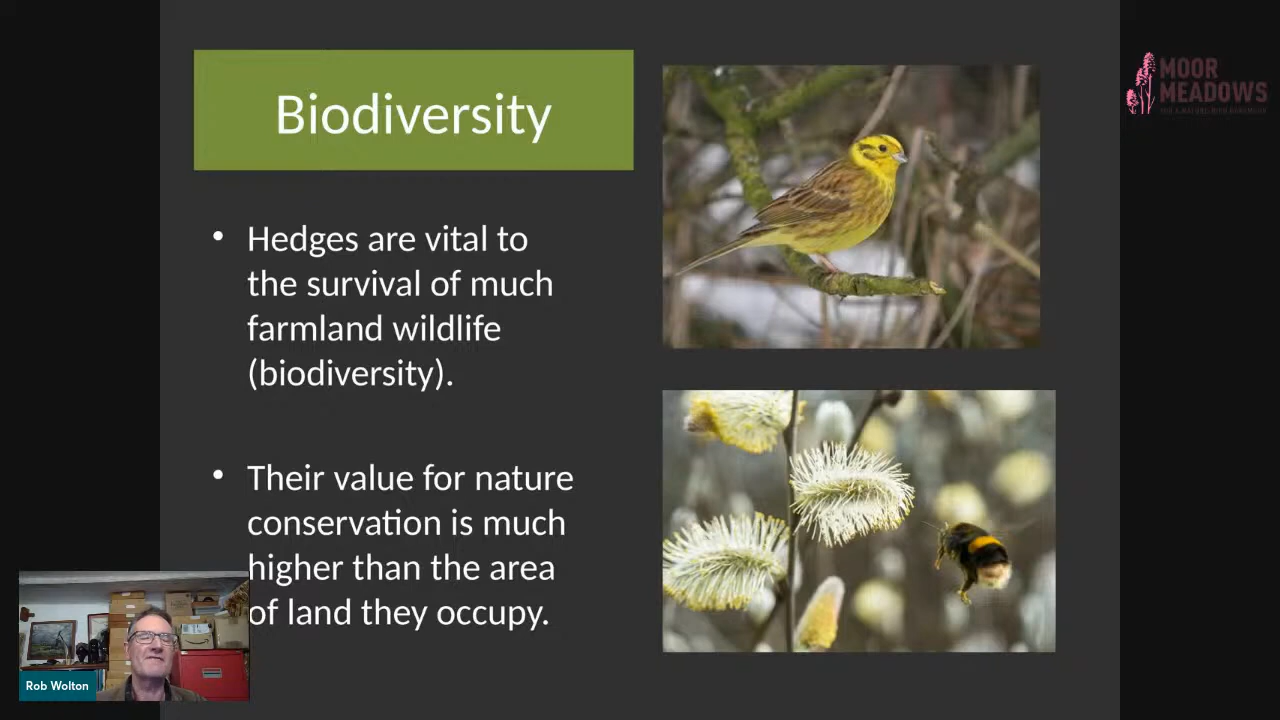 Biodiversity
• Hedges are vital to
the survival of much
farmland wildlife
(biodiversity).
• Their value for nature
conservation is much
higher than the area
of land they occupy.
MOOR
MEADOWS
Rob Wolton